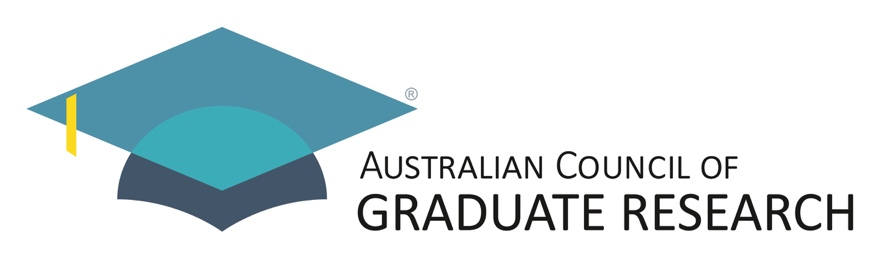 ®
AUSTRALIAN COUNCIL OF
GRADUATE RESEARCH